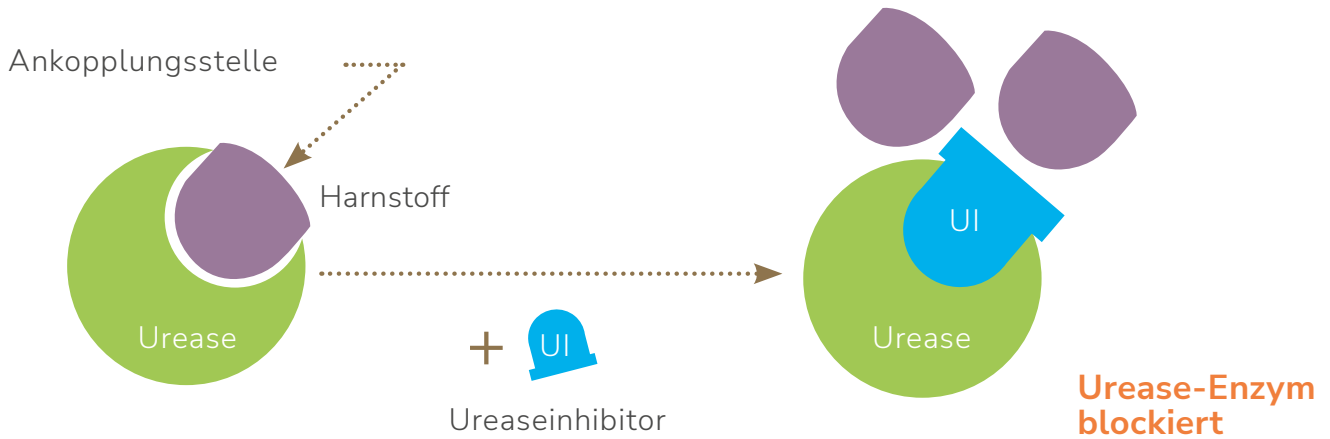 Ankopplungsstelle
Harnstoff
UI
Urease
Urease
+ UI
Urease-Enzym
blockiert
Ureaseinhibitor